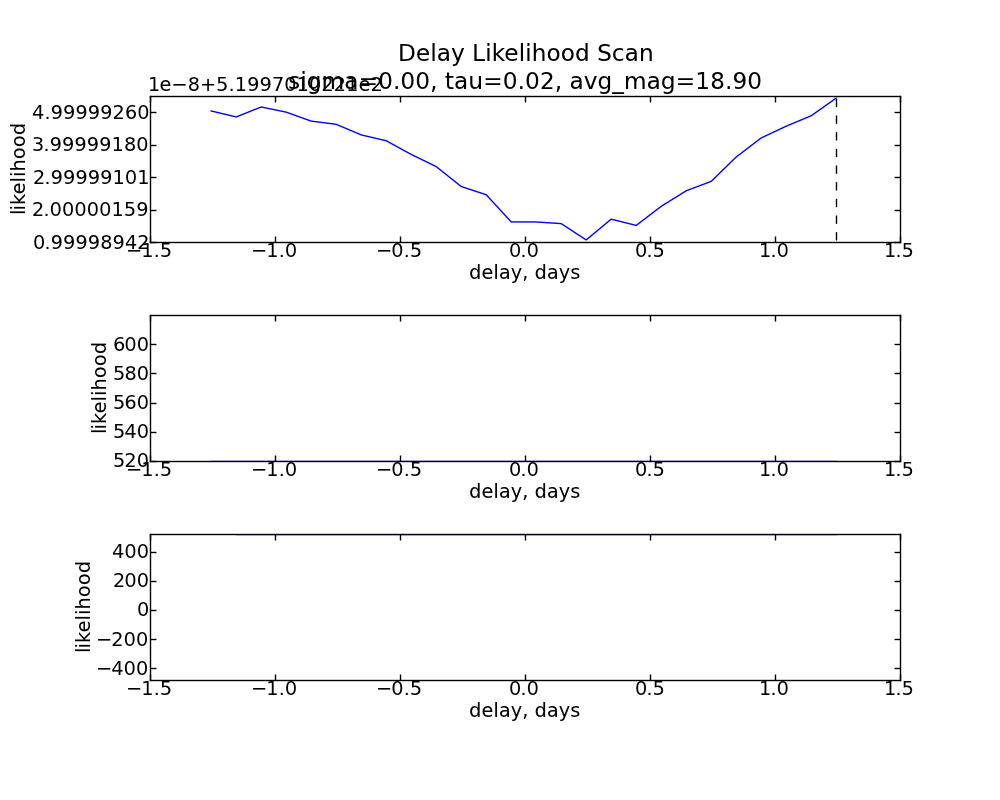 Delay Likelihood Scan
sigma=0.00, tau=0.02, avg_mag=18.90
4.99999260
3.99999180
2.99999101
2.00000159
0.99998942
likelihood
−1.5 −1.0 −0.5 0.0 0.5 1.0 1.5
delay, days
600
580
560
540
520
likelihood
−1.5 −1.0 −0.5 0.0 0.5 1.0 1.5
delay, days
400
200
0
−200
−400
likelihood
−1.5 −1.0 −0.5 0.0 0.5 1.0 1.5
delay, days